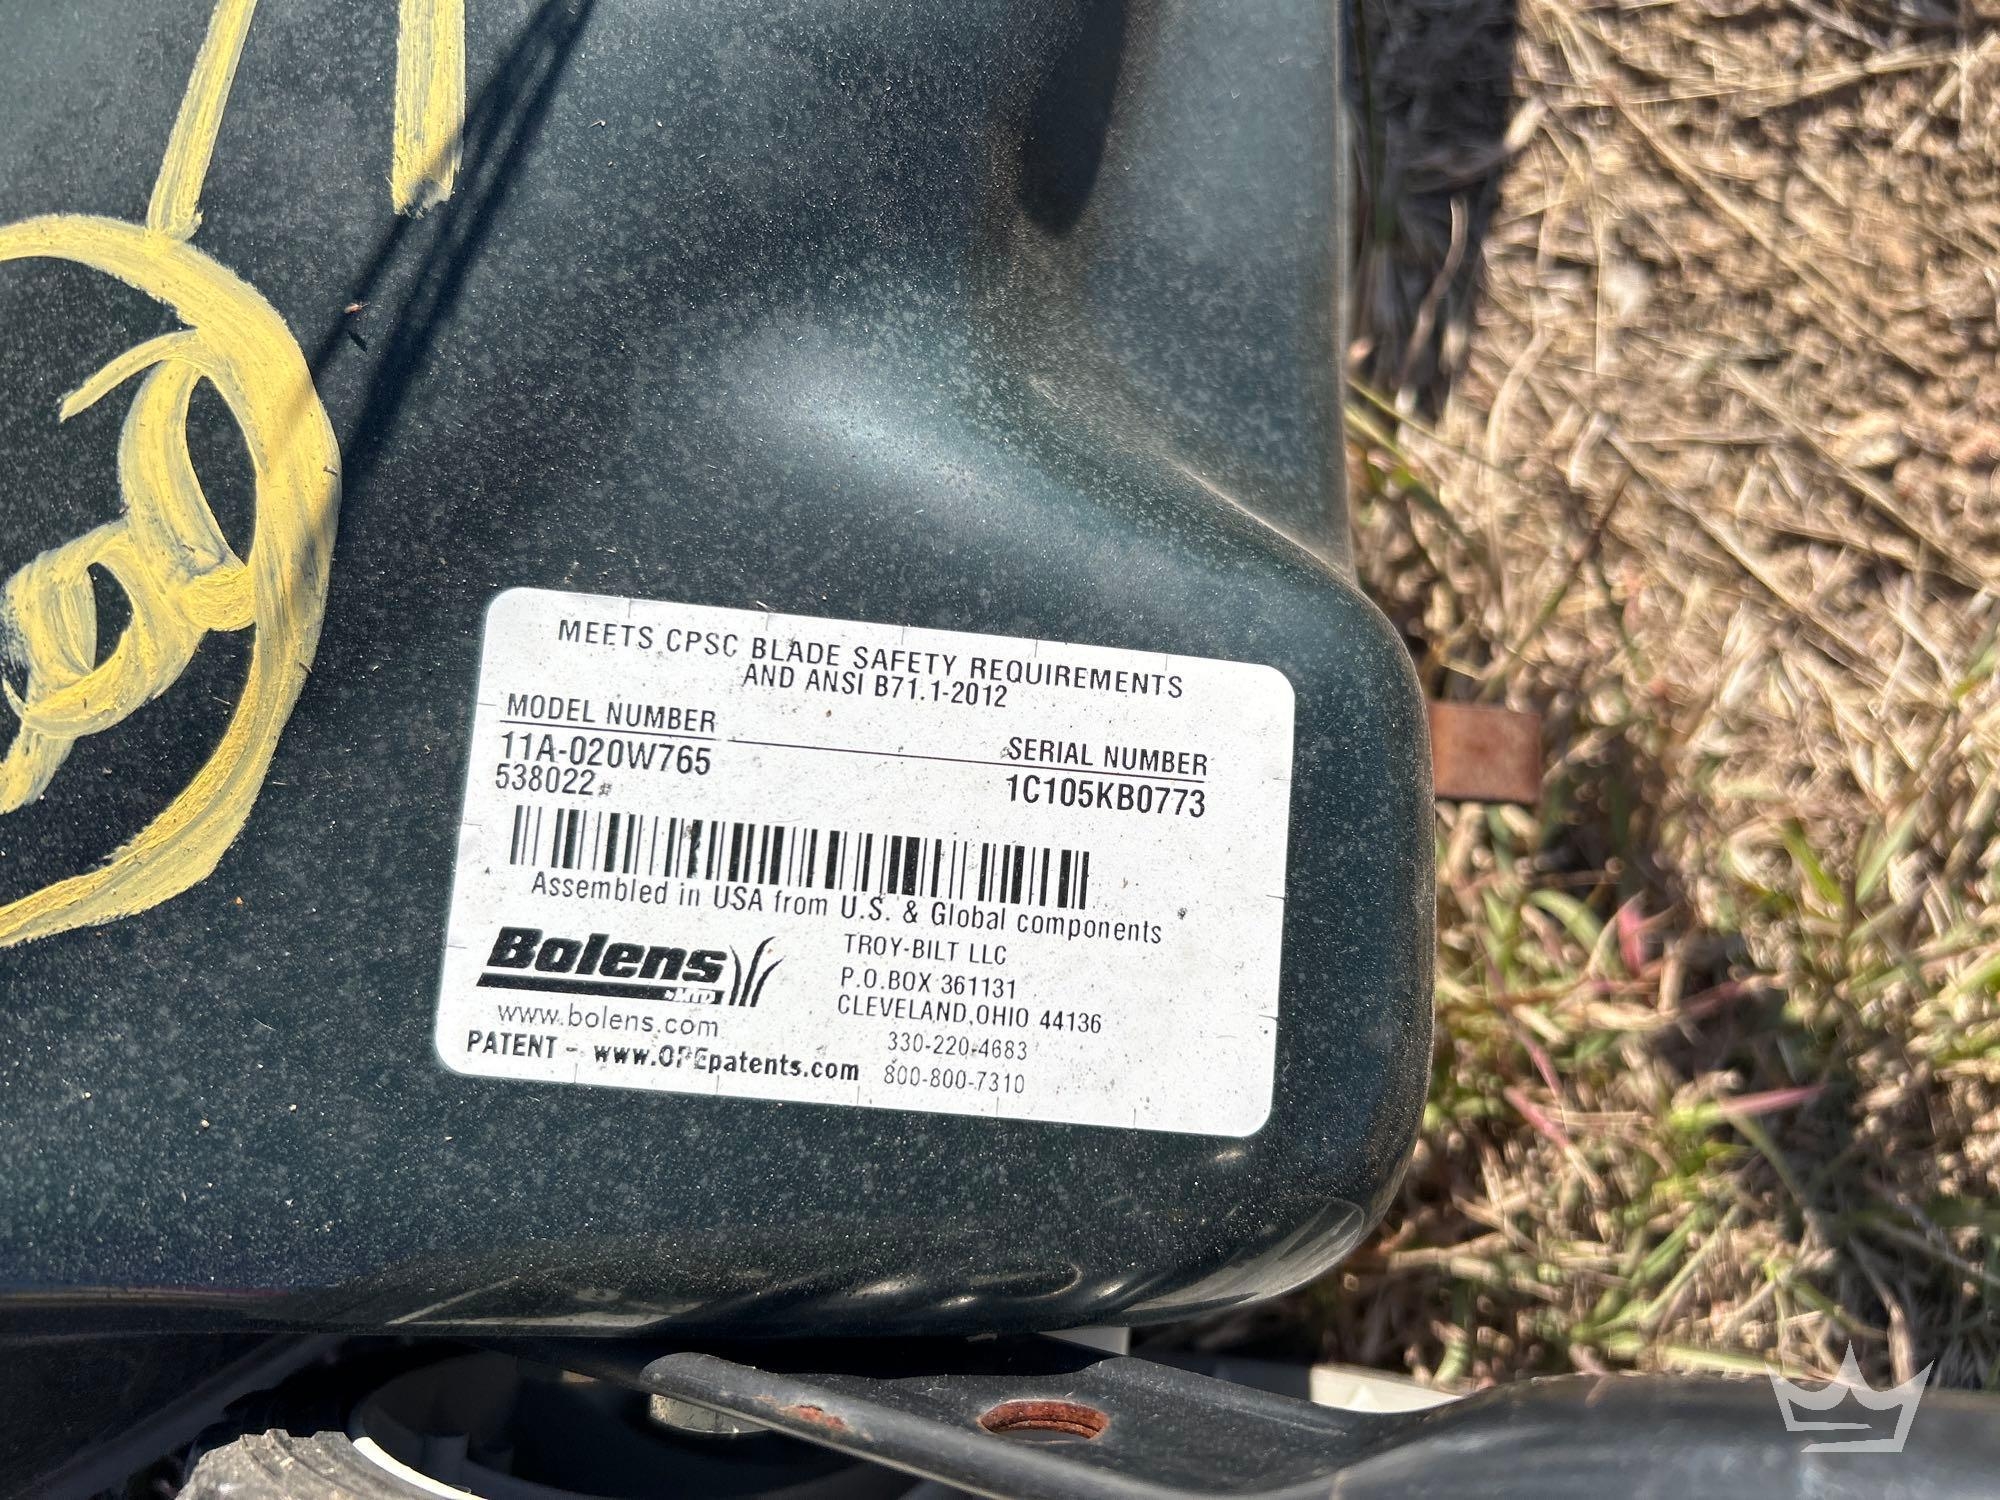 MEETS CPSC BLADE SAFETY REQUIREMENTS
AND ANSI B71.1-2012
MODEL NUMBER
11A-020W765
538022#
SERIAL NUMBER
1C105KB0773
Assembled in USA from U.S. & Global components
Bolens
by MTD
www.bolens.com
PATENT - www.OPEpatents.com
TROY-BILT LLC
P.O.BOX 361131
CLEVELAND,OHIO 44136
330-220-4683
800-800-7310